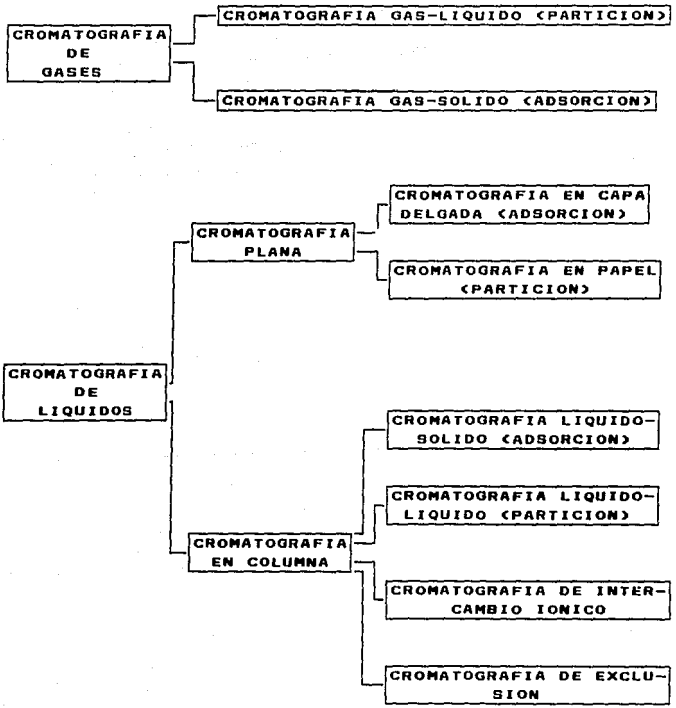 CROMATOGRAFIA
DE
GASES
CROMATOGRAFIA GAS-LIQUIDO (PARTICION)
CROMATOGRAFIA GAS-SOLIDO (ADSORCION)
CROMATOGRAFIA
DE
LIQUIDOS
CROMATOGRAFIA
PLANA
CROMATOGRAFIA EN CAPA
DELGADA (ADSORCION)
CROMATOGRAFIA EN PAPEL
(PARTICION)
CROMATOGRAFIA
EN COLUMNA
CROMATOGRAFIA LIQUIDO-
SOLIDO (ADSORCION)
CROMATOGRAFIA LIQUIDO-
LIQUIDO (PARTICION)
CROMATOGRAFIA DE INTER-
CAMBIO IONICO
CROMATOGRAFIA DE EXCLU-
SION